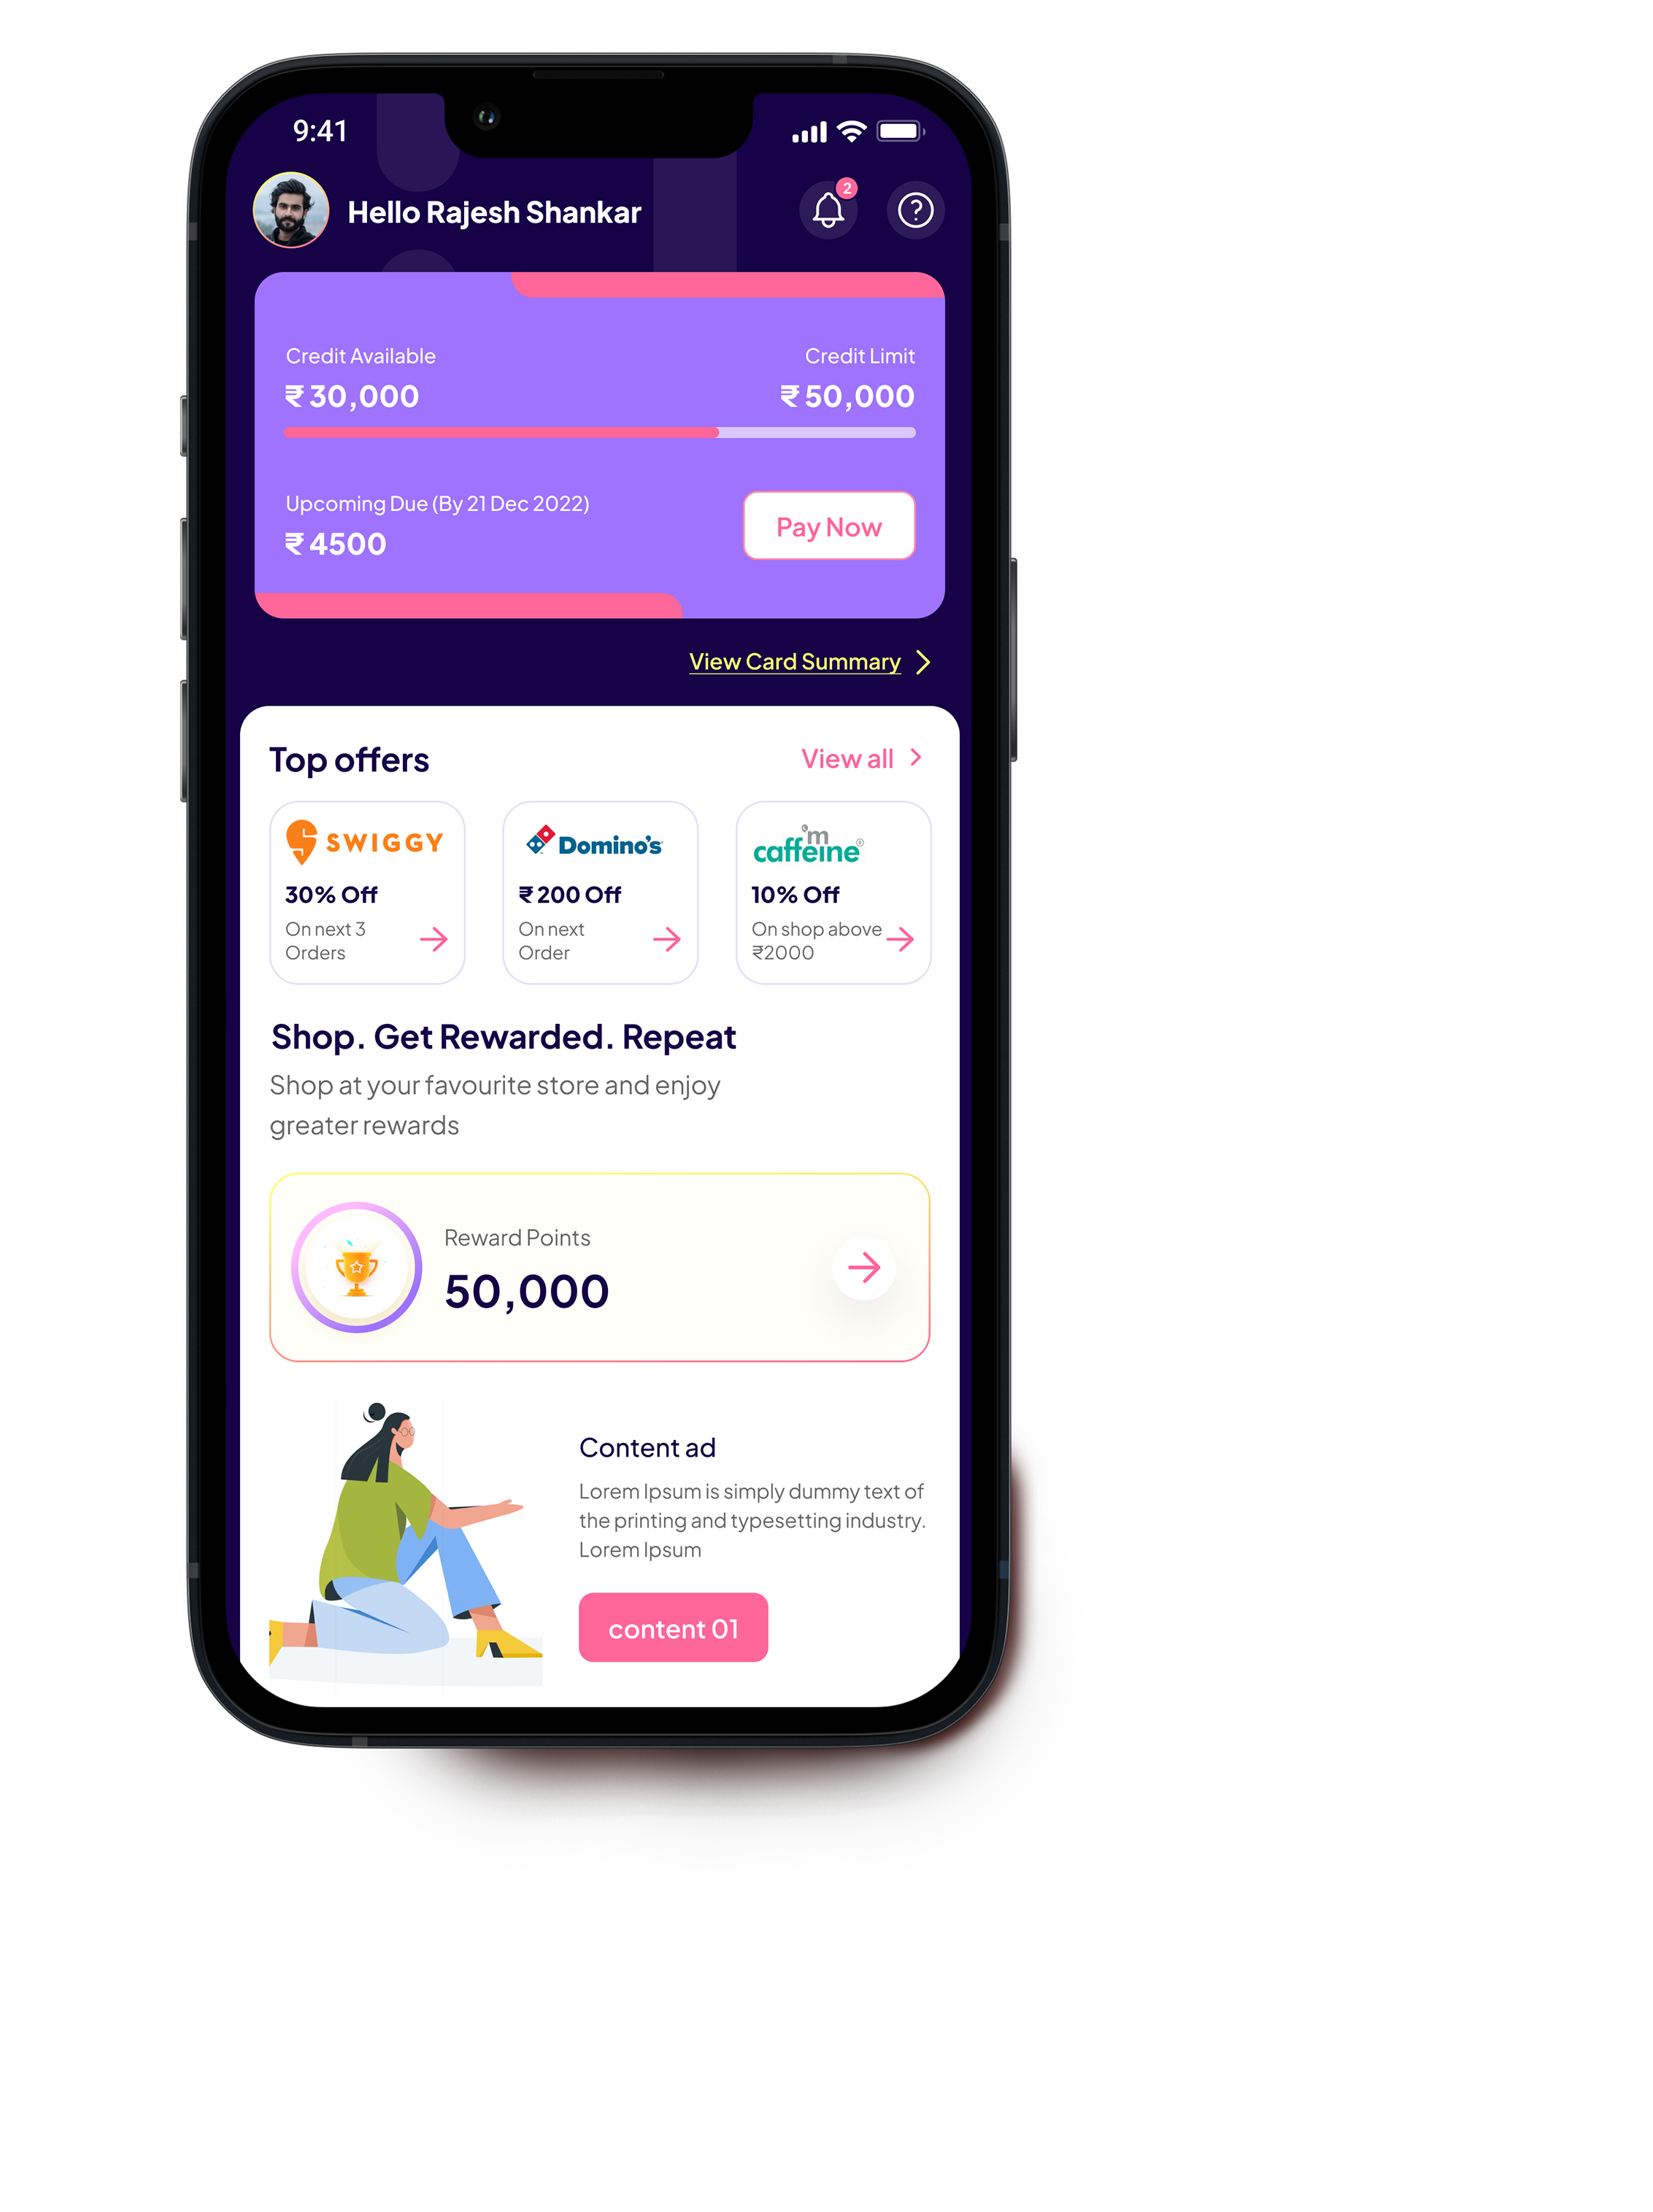 9:41
Hello Rajesh Shankar
2
Credit Available
Credit Limit
₹ 30,000
₹ 50,000
Upcoming Due (By 21 Dec 2022)
₹ 4500
Pay Now
View Card Summary
Top offers
View all
SWIGGY
30% Off
On next 3
Orders
Domino's
₹ 200 Off
On next
Order
'm
caffeine®
10% Off
On shop above
₹2000
Shop. Get Rewarded. Repeat
Shop at your favourite store and enjoy
greater rewards
Reward Points
50,000
Content ad
Lorem Ipsum is simply dummy text of
the printing and typesetting industry.
Lorem Ipsum
content 01